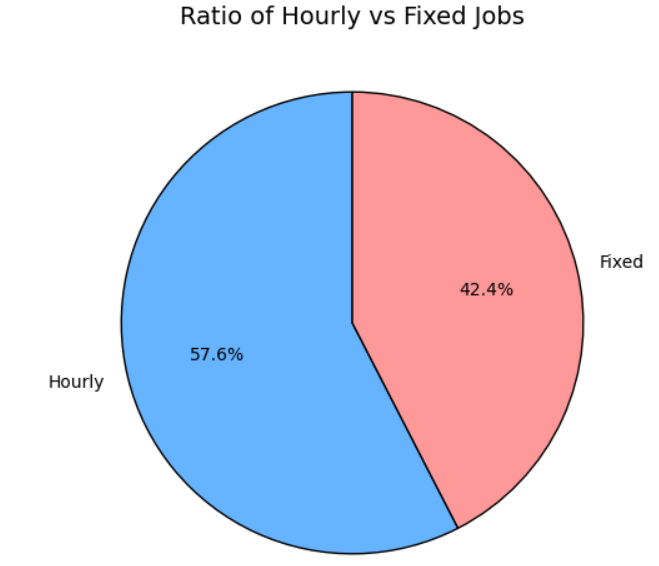 Ratio of Hourly vs Fixed Jobs
Fixed
42.4%
57.6%
Hourly